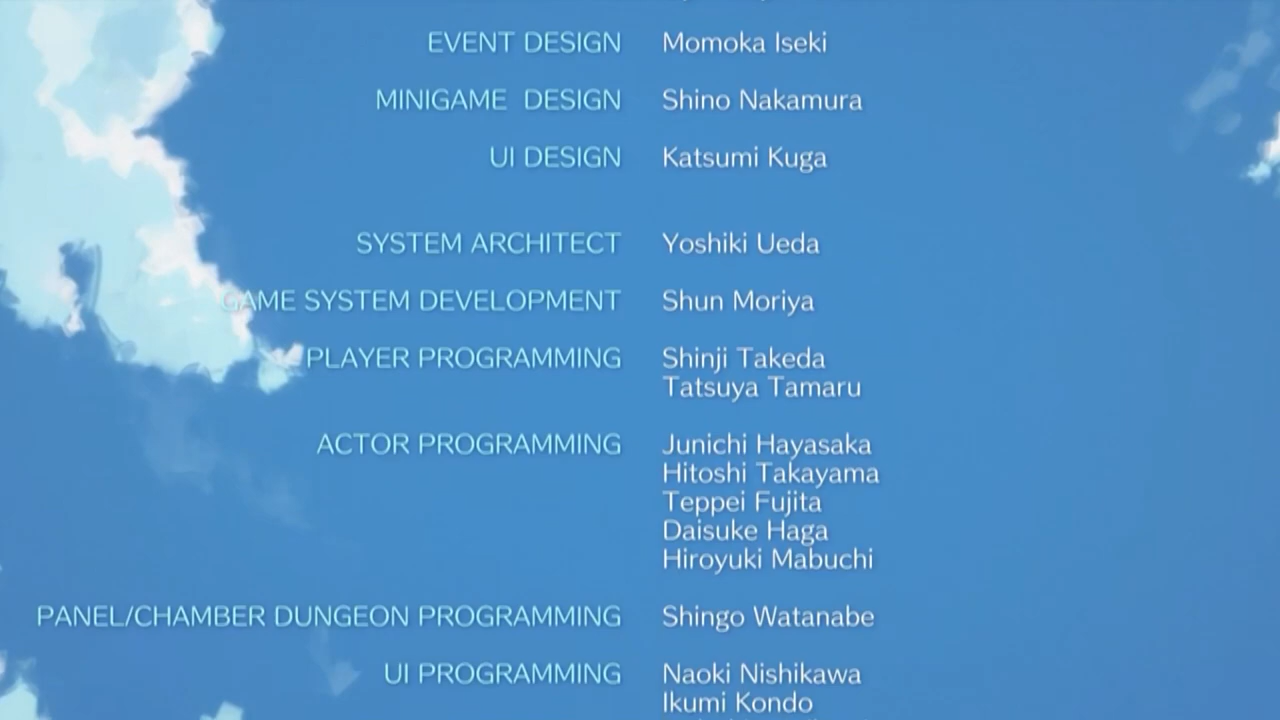 EVENT DESIGN Momoka Iseki
MINIGAME DESIGN Shino Nakamura
UI DESIGN Katsumi Kuga
SYSTEM ARCHITECT Yoshiki Ueda
GAME SYSTEM DEVELOPMENT Shun Moriya
PLAYER PROGRAMMING Shinji Takeda
Tatsuya Tamaru
ACTOR PROGRAMMING Junichi Hayasaka
Hitoshi Takayama
Teppei Fujita
Daisuke Haga
Hiroyuki Mabuchi
PANEL/CHAMBER DUNGEON PROGRAMMING Shingo Watanabe
UI PROGRAMMING Naoki Nishikawa
Ikumi Kondo